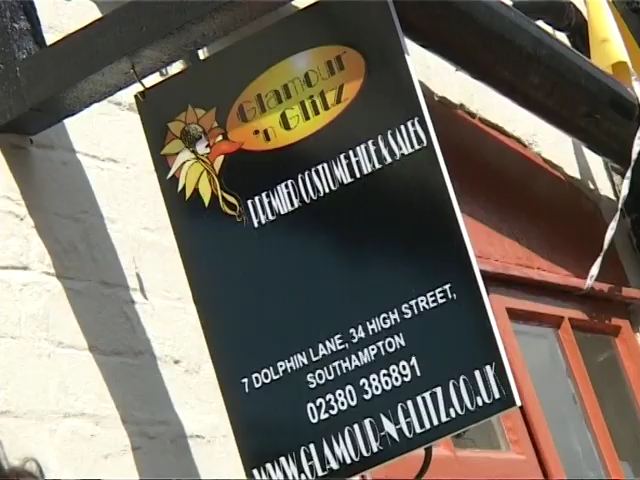 Glamour
'n Glitz
PREMIER COSTUME HIRE & SALES
7 DOLPHIN LANE, 34 HIGH STREET,
SOUTHAMPTON
02380 386891
WWW.GLAMOUR-N-GLITZ.CO.UK